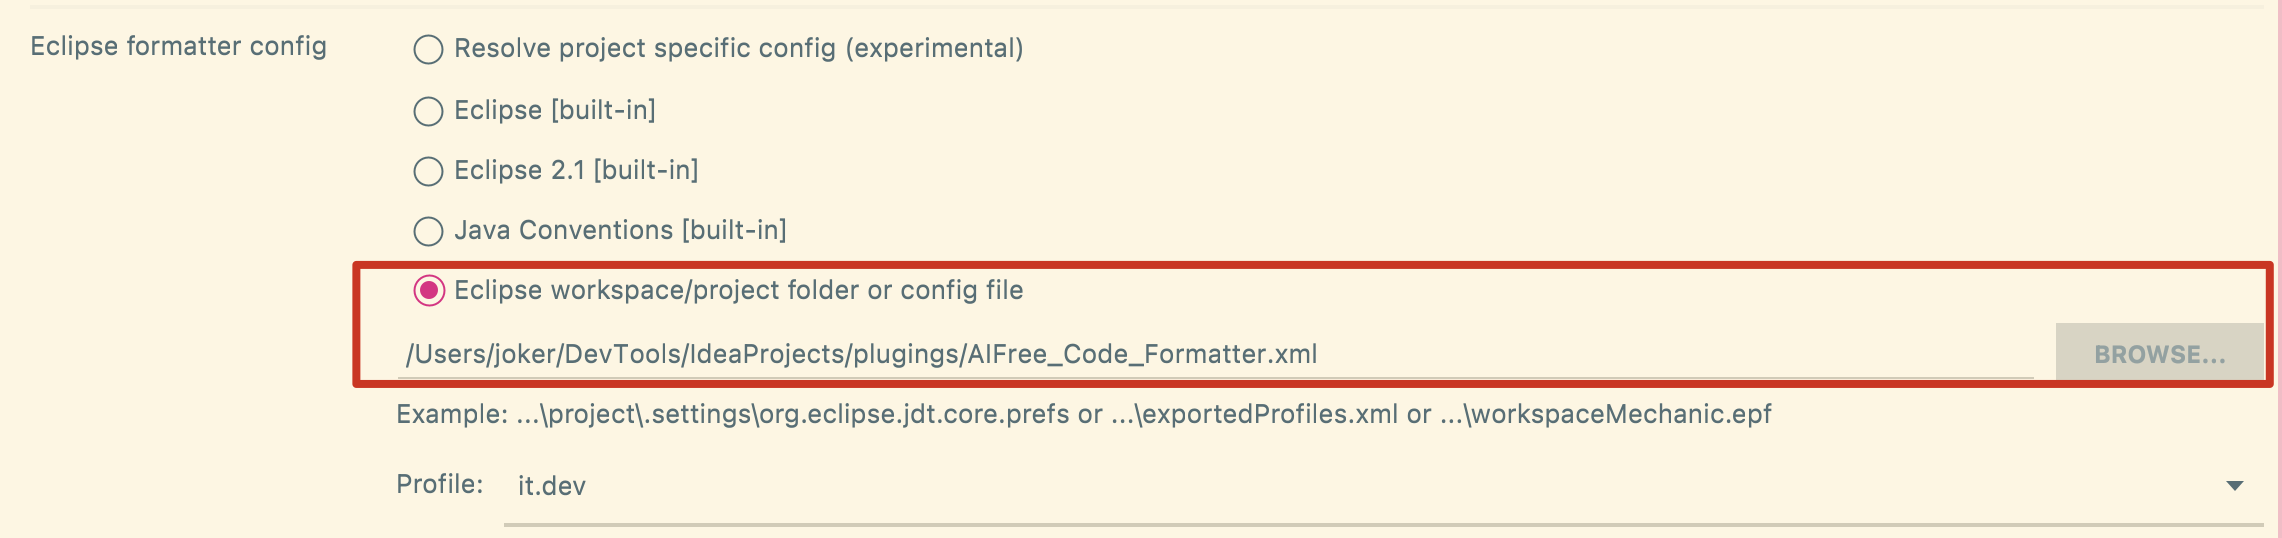 Eclipse formatter config
Resolve project specific config (experimental)
Eclipse [built-in]
Eclipse 2.1 [built-in]
Java Conventions [built-in]
Eclipse workspace/project folder or config file
/Users/joker/DevTools/IdeaProjects/plugings/AIFree_Code_Formatter.xml
BROWSE...
Example: ...\project\.settings\org.eclipse.jdt.core.prefs or ...\exportedProfiles.xml or ...\workspaceMechanic.epf
Profile: it.dev